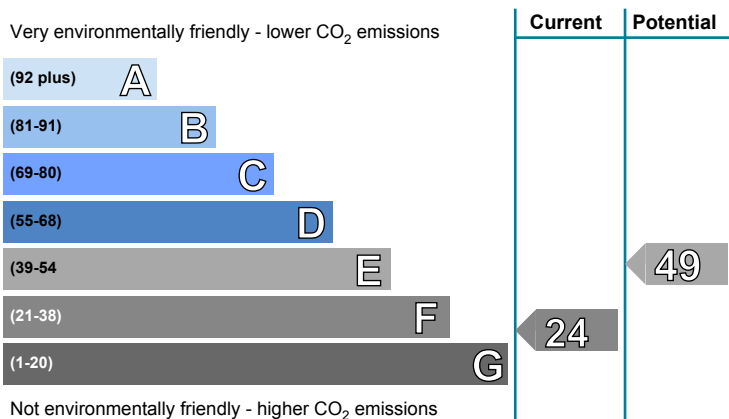 Current Potential
Very environmentally friendly - lower CO₂ emissions
(92 plus) A
(81-91) B
(69-80) C
(55-68) D
(39-54 E
49
(21-38) F
24
(1-20) G
Not environmentally friendly - higher CO₂ emissions